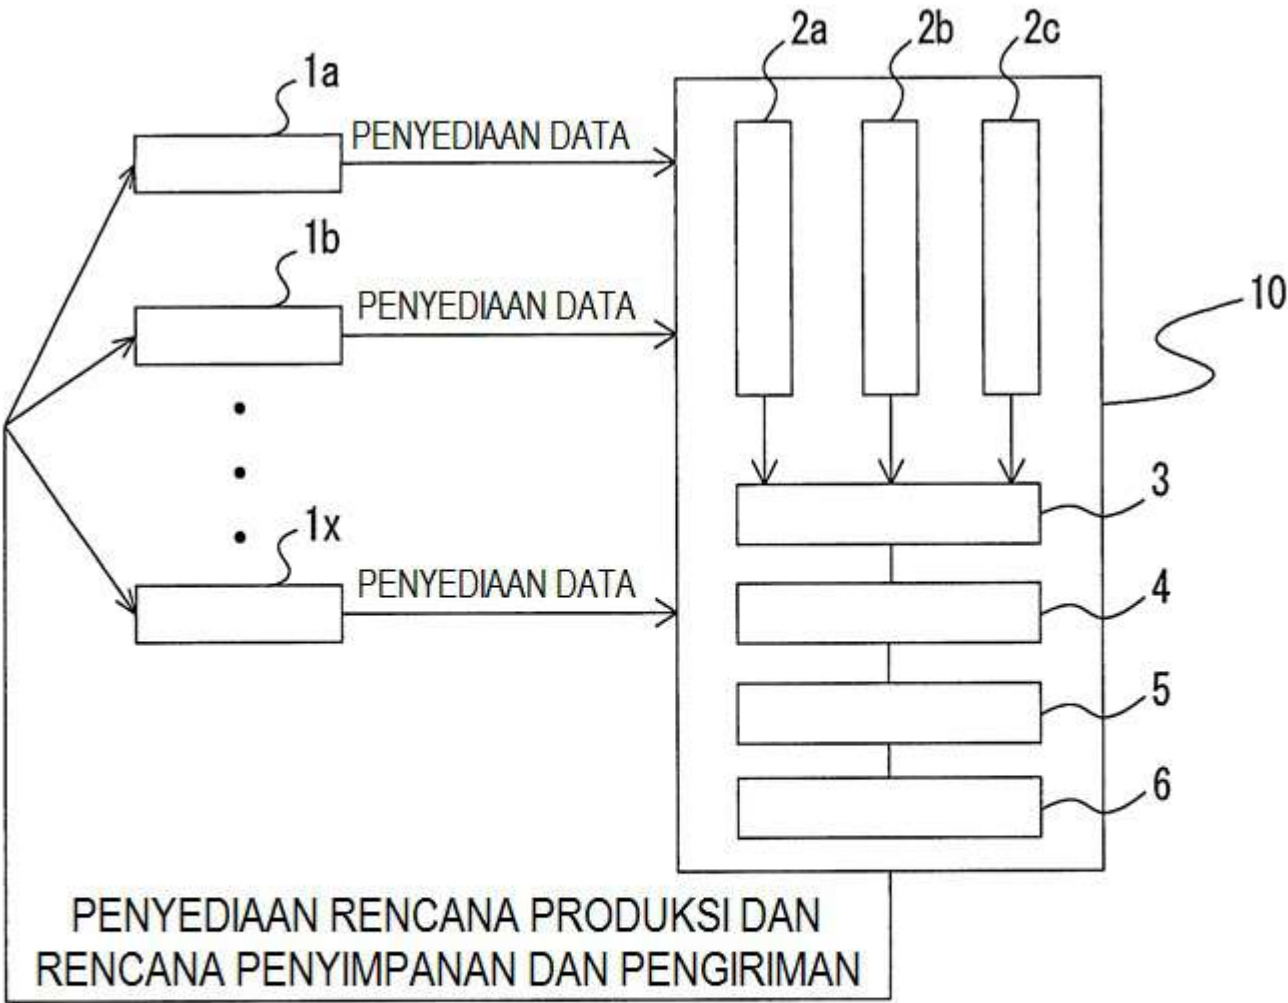 2a
2b
2c
1a
PENYEDIAAN DATA
1b
PENYEDIAAN DATA
10
3
1x
PENYEDIAAN DATA
4
5
6
PENYEDIAAN RENCANA PRODUKSI DAN
RENCANA PENYIMPANAN DAN PENGIRIMAN